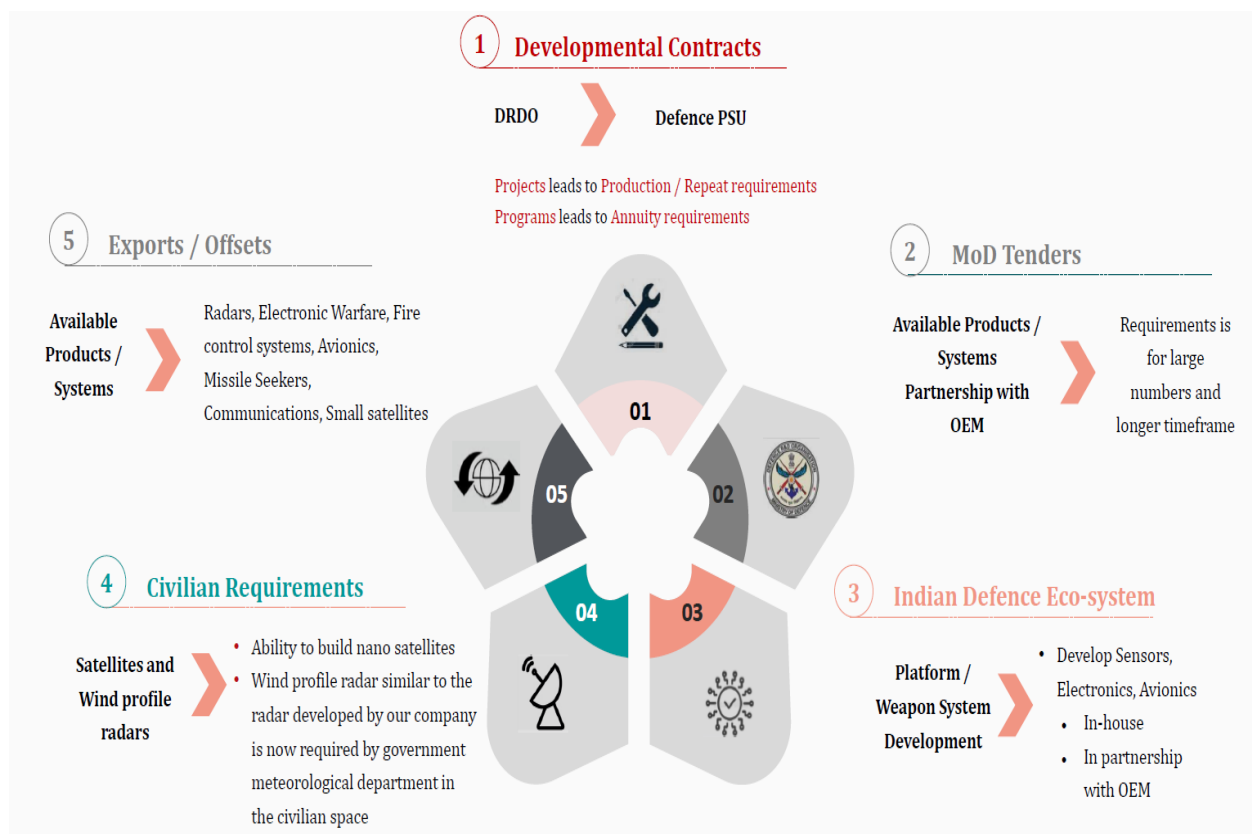 1 Developmental Contracts
DRDO
Defence PSU
Projects leads to Production / Repeat requirements
Programs leads to Annuity requirements
2 MoD Tenders
Available Products /
Systems
Partnership with
OEM
Requirements is
for large
numbers and
longer timeframe
3 Indian Defence Eco-system
Platform /
Weapon System
Development
• Develop Sensors,
Electronics, Avionics
• In-house
• In partnership
with OEM
4 Civilian Requirements
Satellites and
Wind profile
radars
• Ability to build nano satellites
• Wind profile radar similar to the
radar developed by our company
is now required by government
meteorological department in
the civilian space
5 Exports / Offsets
Available
Products /
Systems
Radars, Electronic Warfare, Fire
control systems, Avionics,
Missile Seekers,
Communications, Small satellites
01
02
03
04
05